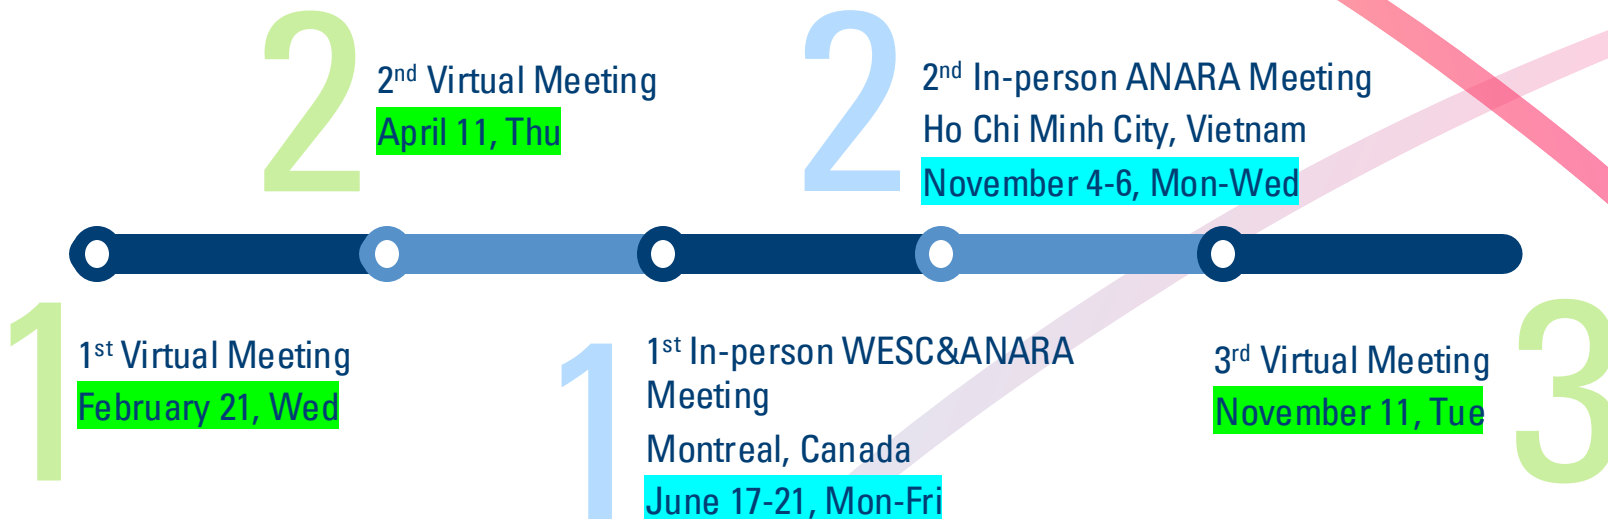 1
1st Virtual Meeting
February 21, Wed
2
2nd Virtual Meeting
April 11, Thu
1
1st In-person WESC&ANARA
Meeting
Montreal, Canada
June 17-21, Mon-Fri
2
2nd In-person ANARA Meeting
Ho Chi Minh City, Vietnam
November 4-6, Mon-Wed
3rd Virtual Meeting
November 11, Tue
3